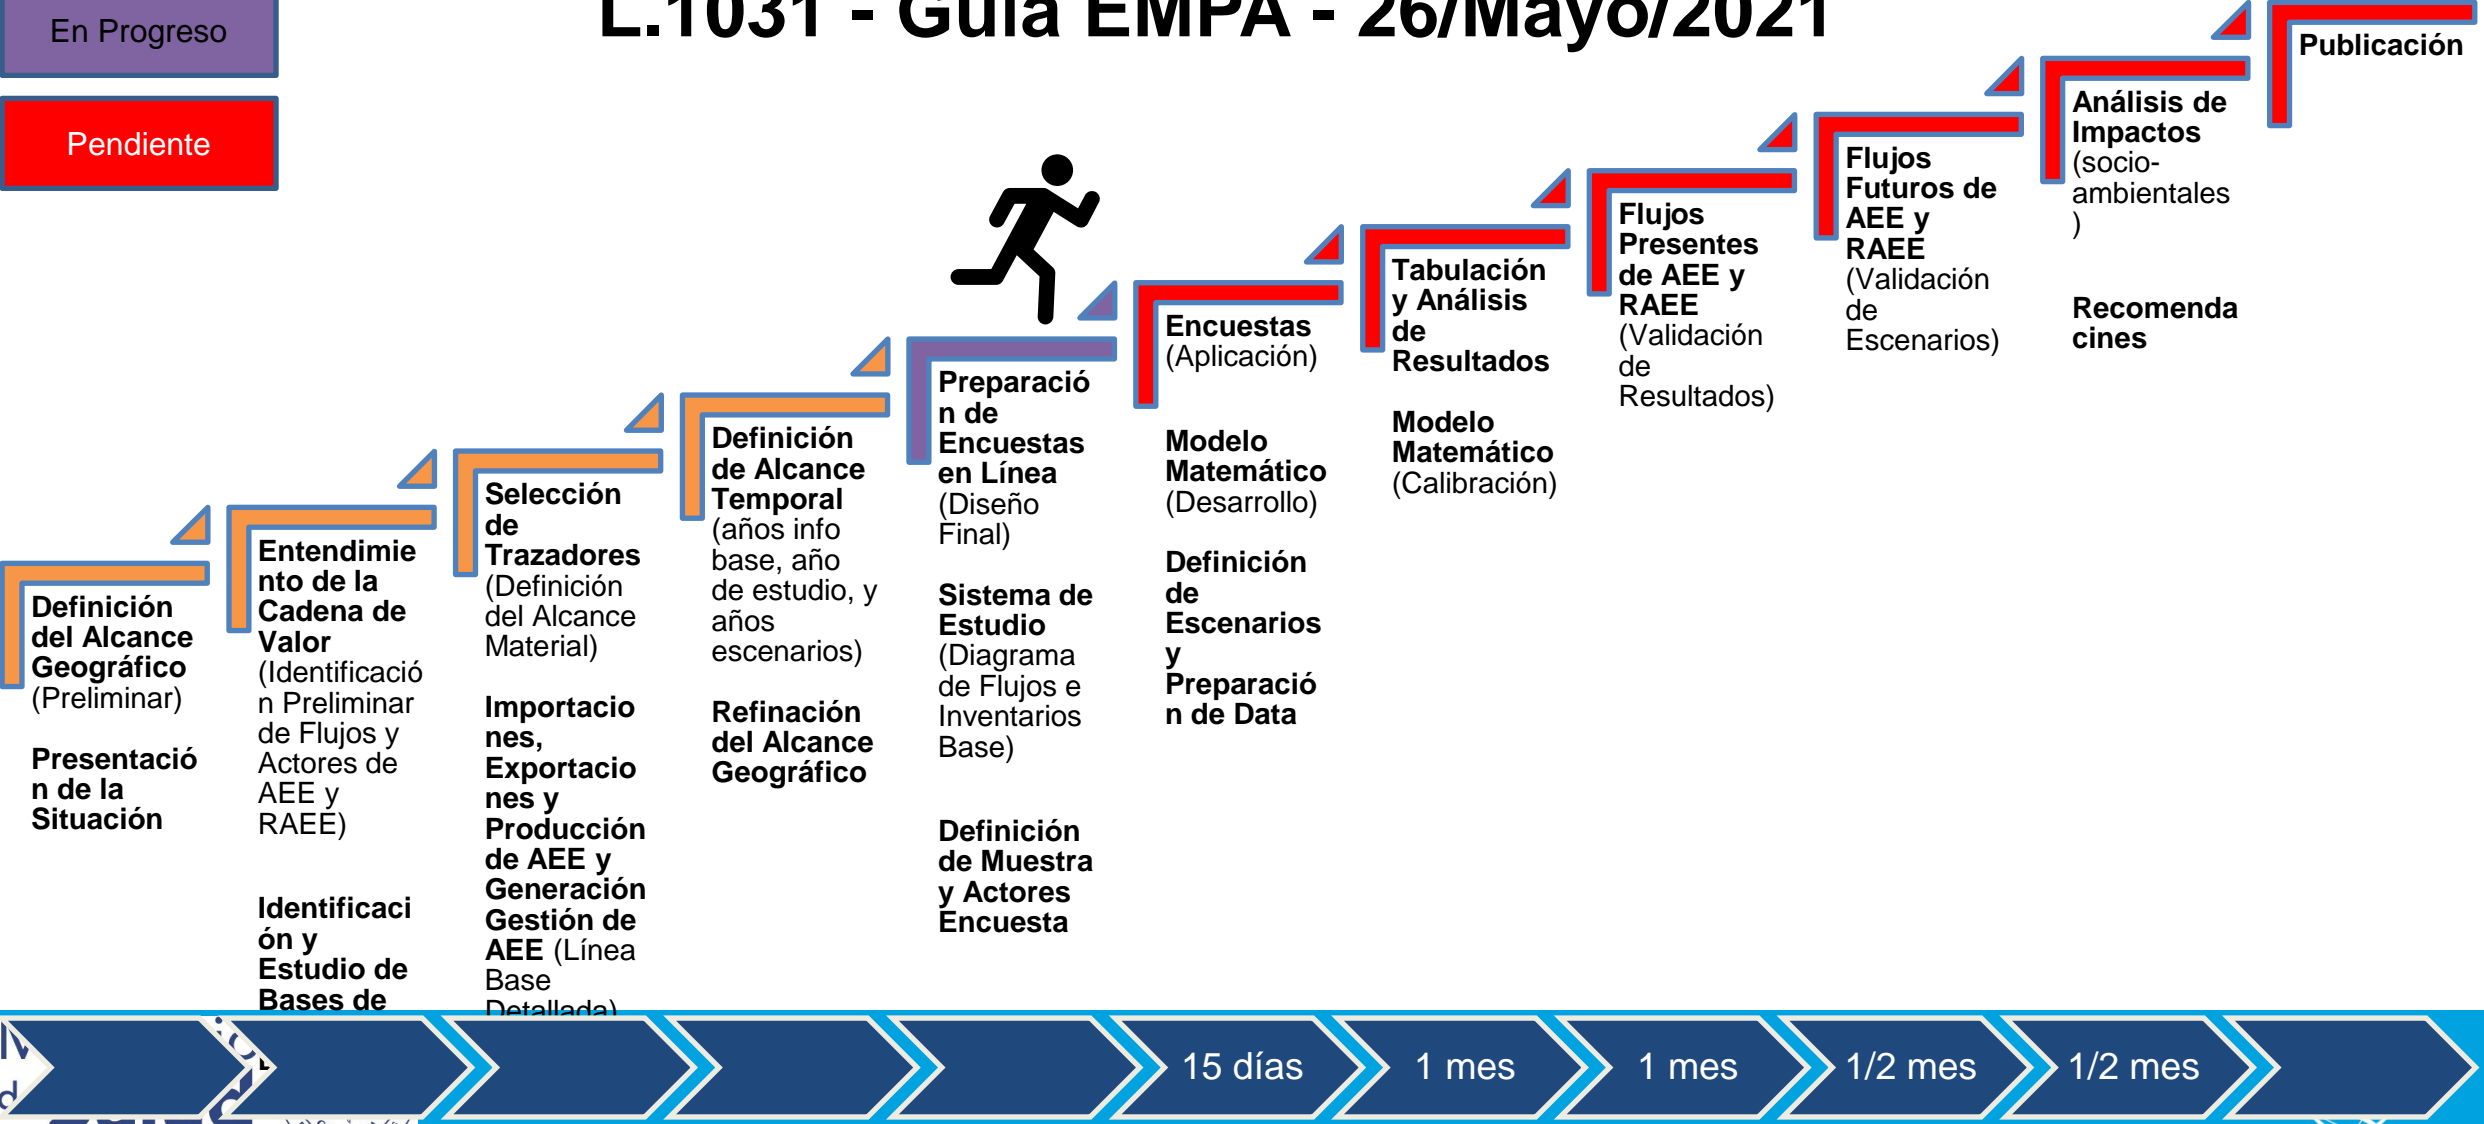 L.1031 - Guía EMPA - 26/Mayo/2021
En Progreso
Pendiente
Definición
del Alcance
Geográfico
(Preliminar)
Presentació
n de la
Situación
Entendimie
nto de la
Cadena de
Valor
(Identificació
n Preliminar
de Flujos y
Actores de
AEE y
RAEE)
Identificaci
ón y
Estudio de
Bases de
Selección
de
Trazadores
(Definición
del Alcance
Material)
Importacio
nes,
Exportacio
nes y
Producción
de AEE y
Generación
Gestión de
AEE (Línea
Base
Detallada)
Definición
de Alcance
Temporal
(años info
base, año
de estudio, y
años
escenarios)
Refinación
del Alcance
Geográfico
Preparació
n de
Encuestas
en Línea
(Diseño
Final)
Sistema de
Estudio
(Diagrama
de Flujos e
Inventarios
Base)
Definición
de Muestra
y Actores
Encuesta
Encuestas
(Aplicación)
Modelo
Matemático
(Desarrollo)
Definición
de
Escenarios
y
Preparació
n de Data
Tabulación
y Análisis
de
Resultados
Modelo
Matemático
(Calibración)
Flujos
Presentes
de AEE y
RAEE
(Validación
de
Resultados)
Flujos
Futuros de
AEE y
RAEE
(Validación
de
Escenarios)
Análisis de
Impactos
(socio-
ambientales
)
Recomenda
cines
Publicación
15 días
1 mes
1 mes
1/2 mes
1/2 mes